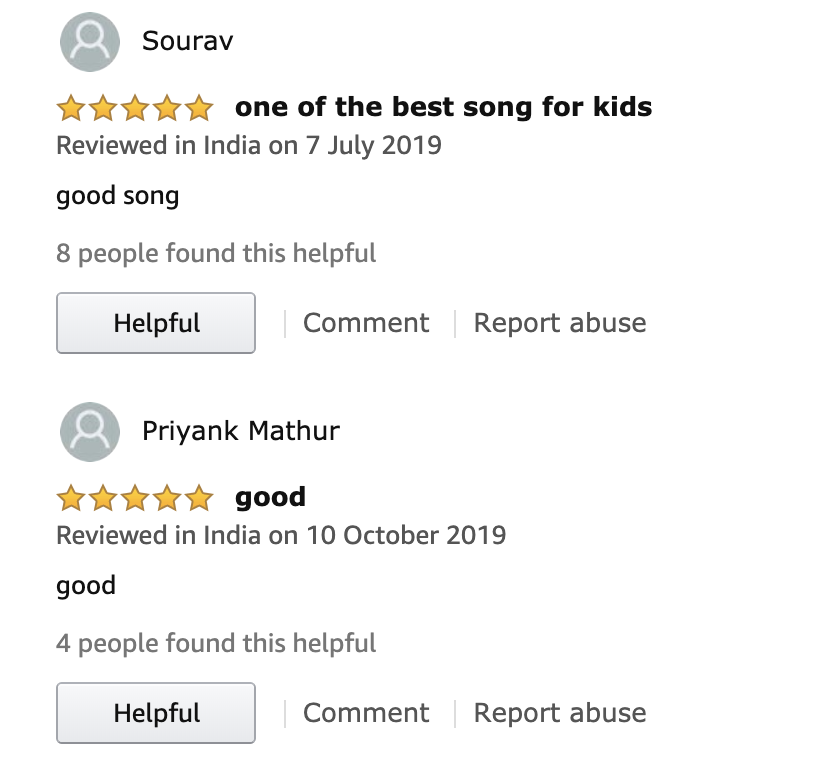 Sourav
one of the best song for kids
Reviewed in India on 7 July 2019
good song
8 people found this helpful
Helpful Comment Report abuse
Priyank Mathur
good
Reviewed in India on 10 October 2019
good
4 people found this helpful
Helpful Comment Report abuse